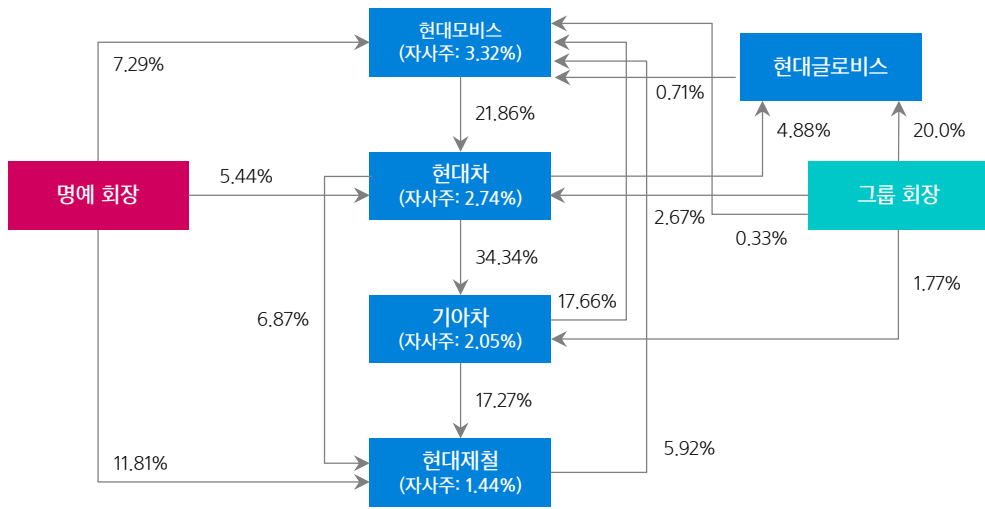 현대모비스
(자사주: 3.32%)
현대글로비스
7.29%
0.71%
21.86%
4.88%
20.0%
명예 회장
5.44%
현대차
(자사주: 2.74%)
그룹 회장
2.67%
0.33%
34.34%
1.77%
17.66%
6.87%
기아차
(자사주: 2.05%)
17.27%
11.81%
현대제철
(자사주: 1.44%)
5.92%